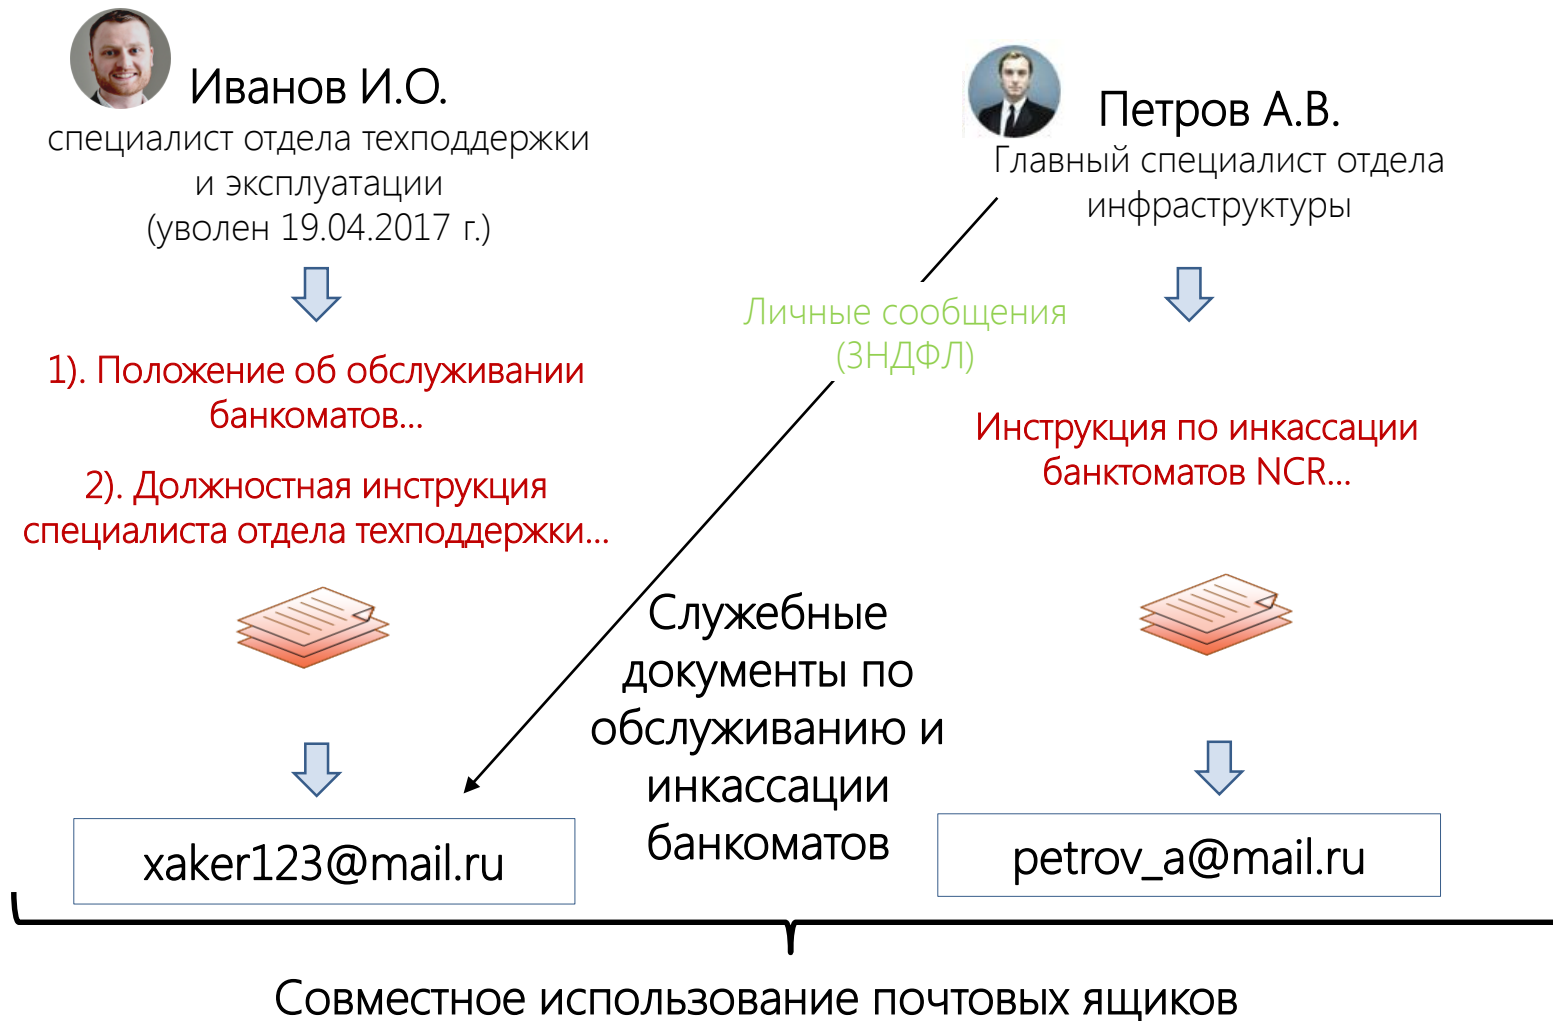 Иванов И.О.
специалист отдела техподдержки
и эксплуатации
(уволен 19.04.2017 г.)
1). Положение об обслуживании
банкоматов...
2). Должностная инструкция
специалиста отдела техподдержки...
xaker123@mail.ru
Личные сообщения
(3НДФЛ)
Служебные
документы по
обслуживанию и
инкассации
банкоматов
Петров А.В.
Главный специалист отдела
инфраструктуры
Инструкция по инкассации
банктоматов NCR...
petrov_a@mail.ru
Совместное использование почтовых ящиков